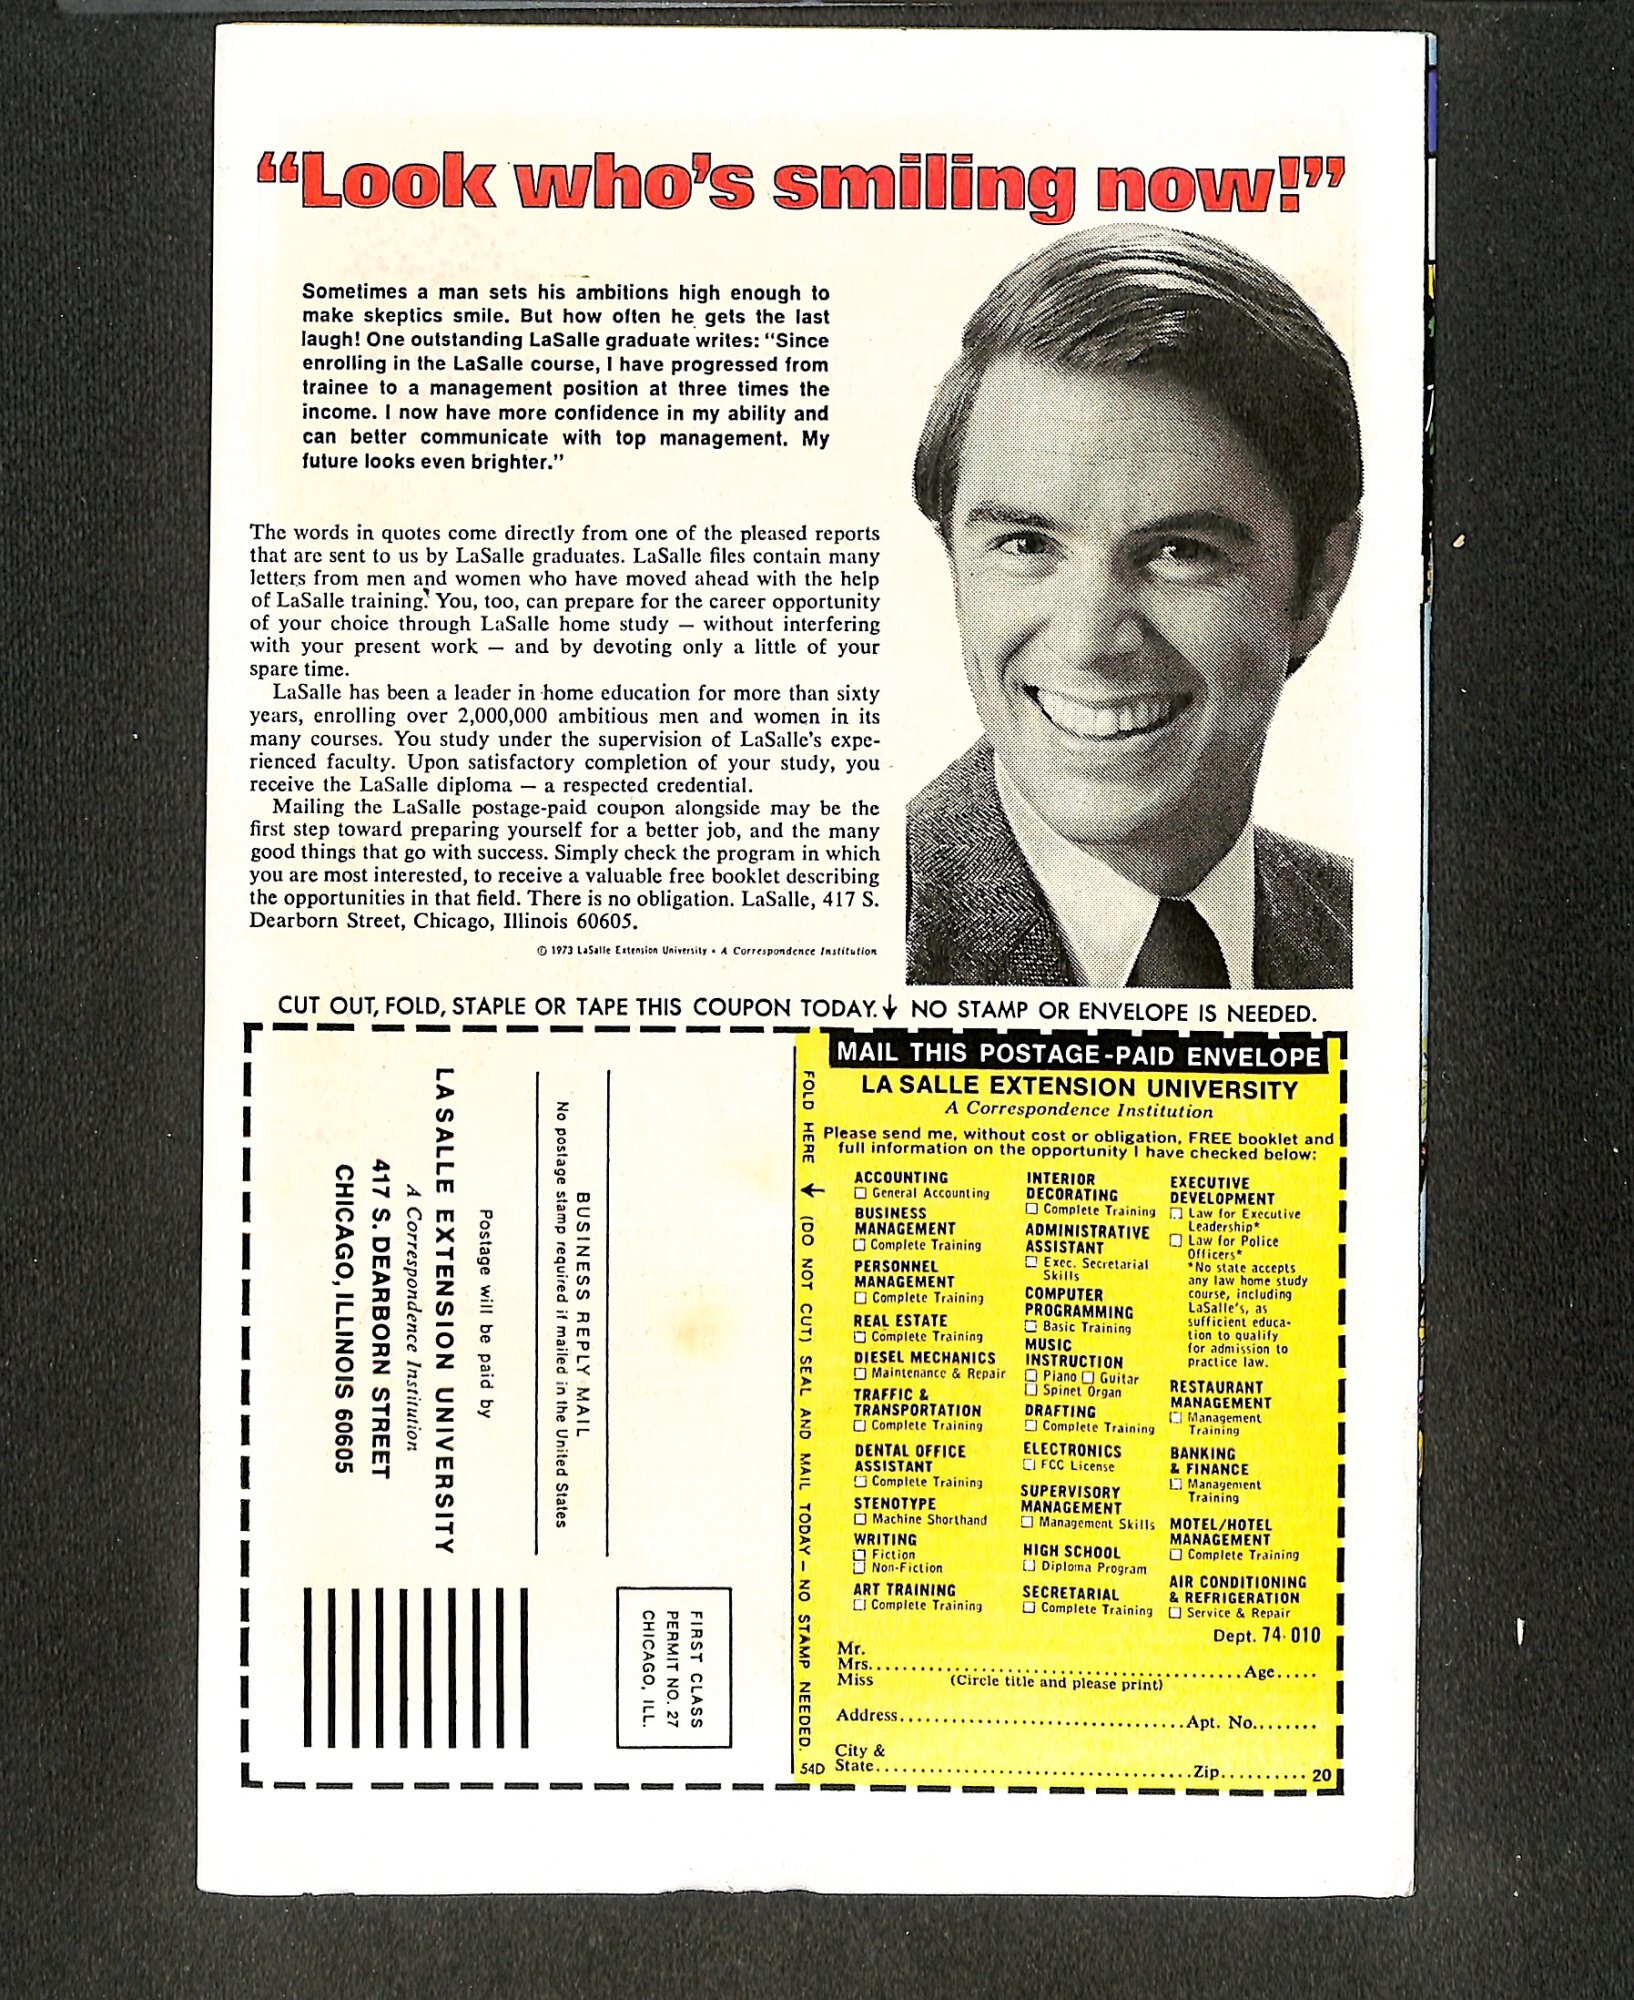 “Look who’s smiling now!”
Sometimes a man sets his ambitions high enough to
make skeptics smile. But how often he gets the last
laugh! One outstanding LaSalle graduate writes: “Since
enrolling in the LaSalle course, I have progressed from
trainee to a management position at three times the
income. I now have more confidence in my ability and
can better communicate with top management. My
future looks even brighter.”
The words in quotes come directly from one of the pleased reports
that are sent to us by LaSalle graduates. LaSalle files contain many
letters from men and women who have moved ahead with the help
of LaSalle training. You, too, can prepare for the career opportunity
of your choice through LaSalle home study — without interfering
with your present work — and by devoting only a little of your
spare time.
LaSalle has been a leader in home education for more than sixty
years, enrolling over 2,000,000 ambitious men and women in its
many courses. You study under the supervision of LaSalle’s expe-
rienced faculty. Upon satisfactory completion of your study, you
receive the LaSalle diploma — a respected credential.
Mailing the LaSalle postage-paid coupon alongside may be the
first step toward preparing yourself for a better job, and the many
good things that go with success. Simply check the program in which
you are most interested, to receive a valuable free booklet describing
the opportunities in that field. There is no obligation. LaSalle, 417 S.
Dearborn Street, Chicago, Illinois 60605.
© 1973 LaSalle Extension University • A Correspondence Institution
CUT OUT, FOLD, STAPLE OR TAPE THIS COUPON TODAY. ↓ NO STAMP OR ENVELOPE IS NEEDED.
FIRST CLASS
PERMIT NO. 27
CHICAGO, ILL.
BUSINESS REPLY MAIL
No postage stamp required if mailed in the United States
Postage will be paid by
LA SALLE EXTENSION UNIVERSITY
A Correspondence Institution
417 S. DEARBORN STREET
CHICAGO, ILLINOIS 60605
FOLD HERE ↓ (DO NOT CUT) SEAL AND MAIL TODAY – NO STAMP NEEDED.
54D
MAIL THIS POSTAGE-PAID ENVELOPE
LA SALLE EXTENSION UNIVERSITY
A Correspondence Institution
Please send me, without cost or obligation, FREE booklet and
full information on the opportunity I have checked below:
ACCOUNTING
☐ General Accounting
BUSINESS
MANAGEMENT
☐ Complete Training
PERSONNEL
MANAGEMENT
☐ Complete Training
REAL ESTATE
☐ Complete Training
DIESEL MECHANICS
☐ Maintenance & Repair
TRAFFIC &
TRANSPORTATION
☐ Complete Training
DENTAL OFFICE
ASSISTANT
☐ Complete Training
STENOTYPE
☐ Machine Shorthand
WRITING
☐ Fiction
☐ Non-Fiction
ART TRAINING
☐ Complete Training
INTERIOR
DECORATING
☐ Complete Training
ADMINISTRATIVE
ASSISTANT
☐ Exec. Secretarial
Skills
COMPUTER
PROGRAMMING
☐ Basic Training
MUSIC
INSTRUCTION
☐ Piano ☐ Guitar
☐ Spinet Organ
DRAFTING
☐ Complete Training
ELECTRONICS
☐ FCC License
SUPERVISORY
MANAGEMENT
☐ Management Skills
HIGH SCHOOL
☐ Diploma Program
SECRETARIAL
☐ Complete Training
EXECUTIVE
DEVELOPMENT
☐ Law for Executive
Leadership*
☐ Law for Police
Officers*
*No state accepts
any law home study
course, including
LaSalle’s, as
sufficient educa-
tion to qualify
for admission to
practice law.
RESTAURANT
MANAGEMENT
☐ Management
Training
BANKING
& FINANCE
☐ Management
Training
MOTEL/HOTEL
MANAGEMENT
☐ Complete Training
AIR CONDITIONING
& REFRIGERATION
☐ Service & Repair
Dept. 74-010
Mr.
Mrs. Age
Miss (Circle title and please print)
Address Apt. No.
City &
State Zip 20